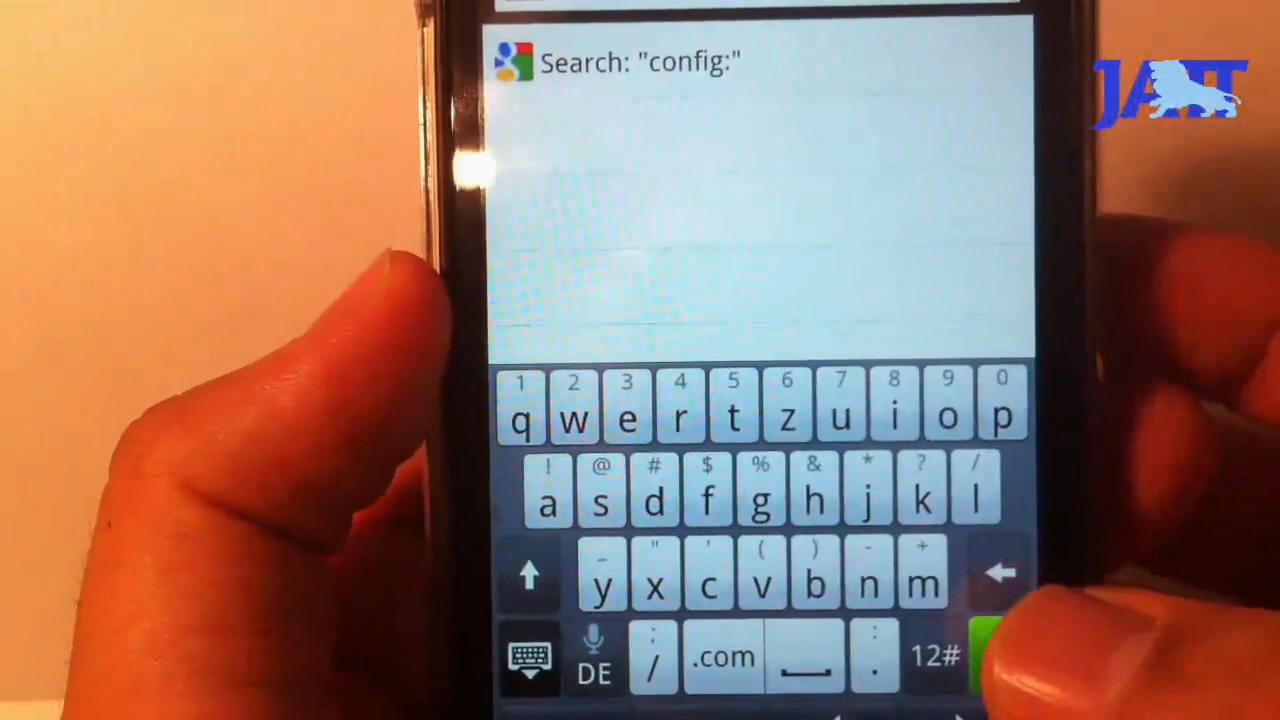 Search: "config:"
JATT
1 2 3 4 5 6 7 8 9 0
q w e r t z u i o p
! @ # $ % & * ? /
a s d f g h j k l
_ " ' ( ) - +
y x c v b n m
; :
DE / .com . 12#